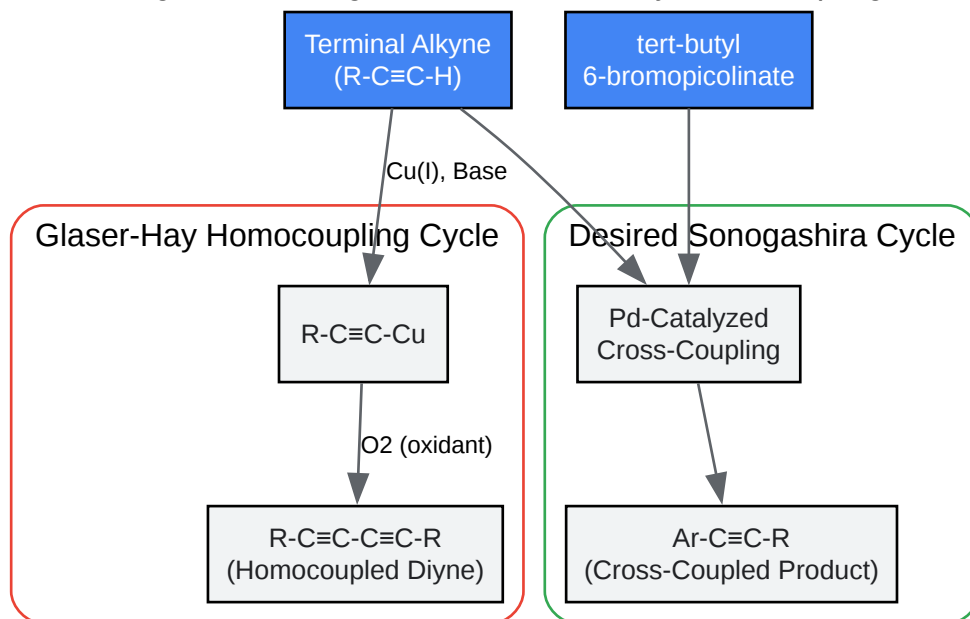 Terminal Alkyne
(R-C≡C-H)
tert-butyl
6-bromopicolinate
Cu(I), Base
Glaser-Hay Homocoupling Cycle
Desired Sonogashira Cycle
R-C≡C-Cu
Pd-Catalyzed
Cross-Coupling
O2 (oxidant)
R-C≡C-C≡C-R
(Homocoupled Diyne)
Ar-C≡C-R
(Cross-Coupled Product)